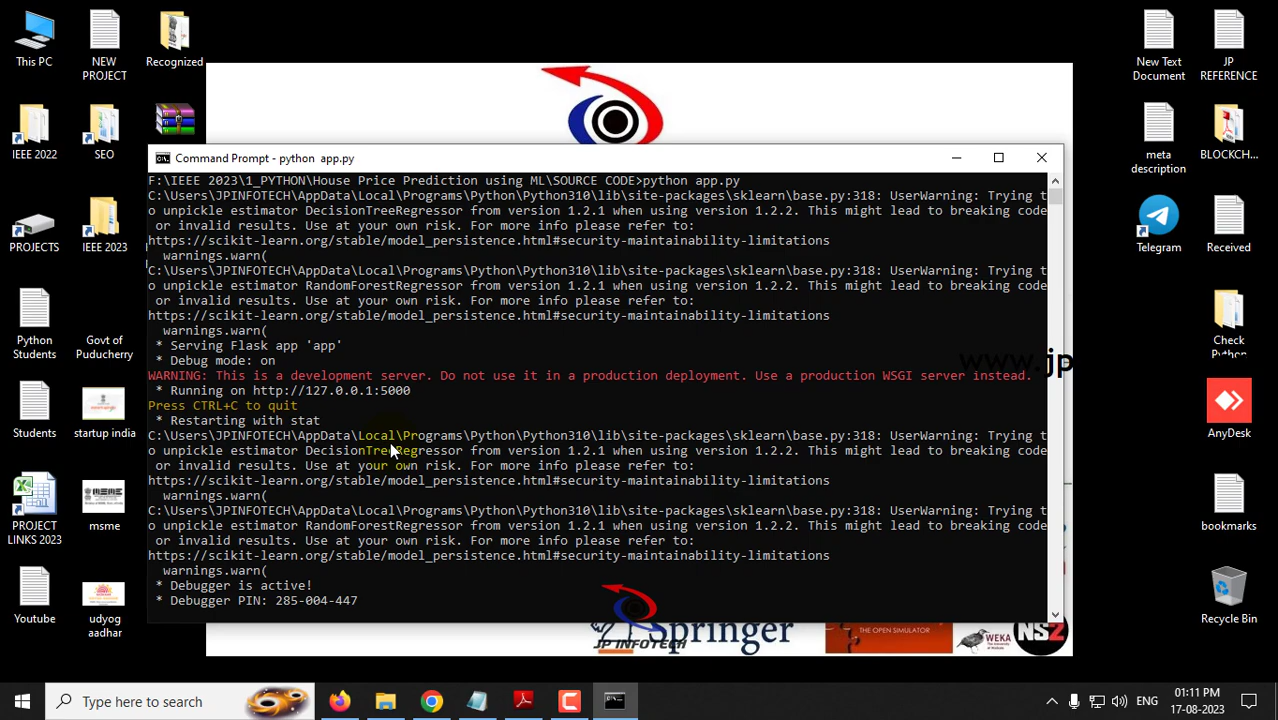 This PC
NEW
PROJECT
Recognized
IEEE 2022
SEO
PROJECTS
IEEE 2023
Python
Students
Govt of
Puducherry
Students
startup india
PROJECT
LINKS 2023
msme
Youtube
udyog
aadhar
Command Prompt - python  app.py
F:\IEEE 2023\1_PYTHON\House Price Prediction using ML\SOURCE CODE>python app.py
C:\Users\JPINFOTECH\AppData\Local\Programs\Python\Python310\lib\site-packages\sklearn\base.py:318: UserWarning: Trying t
o unpickle estimator DecisionTreeRegressor from version 1.2.1 when using version 1.2.2. This might lead to breaking code
or invalid results. Use at your own risk. For more info please refer to:
https://scikit-learn.org/stable/model_persistence.html#security-maintainability-limitations
warnings.warn(
C:\Users\JPINFOTECH\AppData\Local\Programs\Python\Python310\lib\site-packages\sklearn\base.py:318: UserWarning: Trying t
o unpickle estimator RandomForestRegressor from version 1.2.1 when using version 1.2.2. This might lead to breaking code
or invalid results. Use at your own risk. For more info please refer to:
https://scikit-learn.org/stable/model_persistence.html#security-maintainability-limitations
warnings.warn(
* Serving Flask app 'app'
* Debug mode: on
WARNING: This is a development server. Do not use it in a production deployment. Use a production WSGI server instead.
* Running on http://127.0.0.1:5000
Press CTRL+C to quit
* Restarting with stat
C:\Users\JPINFOTECH\AppData\Local\Programs\Python\Python310\lib\site-packages\sklearn\base.py:318: UserWarning: Trying t
o unpickle estimator DecisionTreeRegressor from version 1.2.1 when using version 1.2.2. This might lead to breaking code
or invalid results. Use at your own risk. For more info please refer to:
https://scikit-learn.org/stable/model_persistence.html#security-maintainability-limitations
warnings.warn(
C:\Users\JPINFOTECH\AppData\Local\Programs\Python\Python310\lib\site-packages\sklearn\base.py:318: UserWarning: Trying t
o unpickle estimator RandomForestRegressor from version 1.2.1 when using version 1.2.2. This might lead to breaking code
or invalid results. Use at your own risk. For more info please refer to:
https://scikit-learn.org/stable/model_persistence.html#security-maintainability-limitations
warnings.warn(
* Debugger is active!
* Debugger PIN: 285-004-447
www.jp
Springer
JP INFOTECH
THE OPEN SIMULATOR
WEKA
NS2
New Text
Document
JP
REFERENCE
meta
description
BLOCKCH...
Telegram
Received
Check
Python
AnyDesk
bookmarks
Recycle Bin
Type here to search
ENG
01:11 PM
17-08-2023